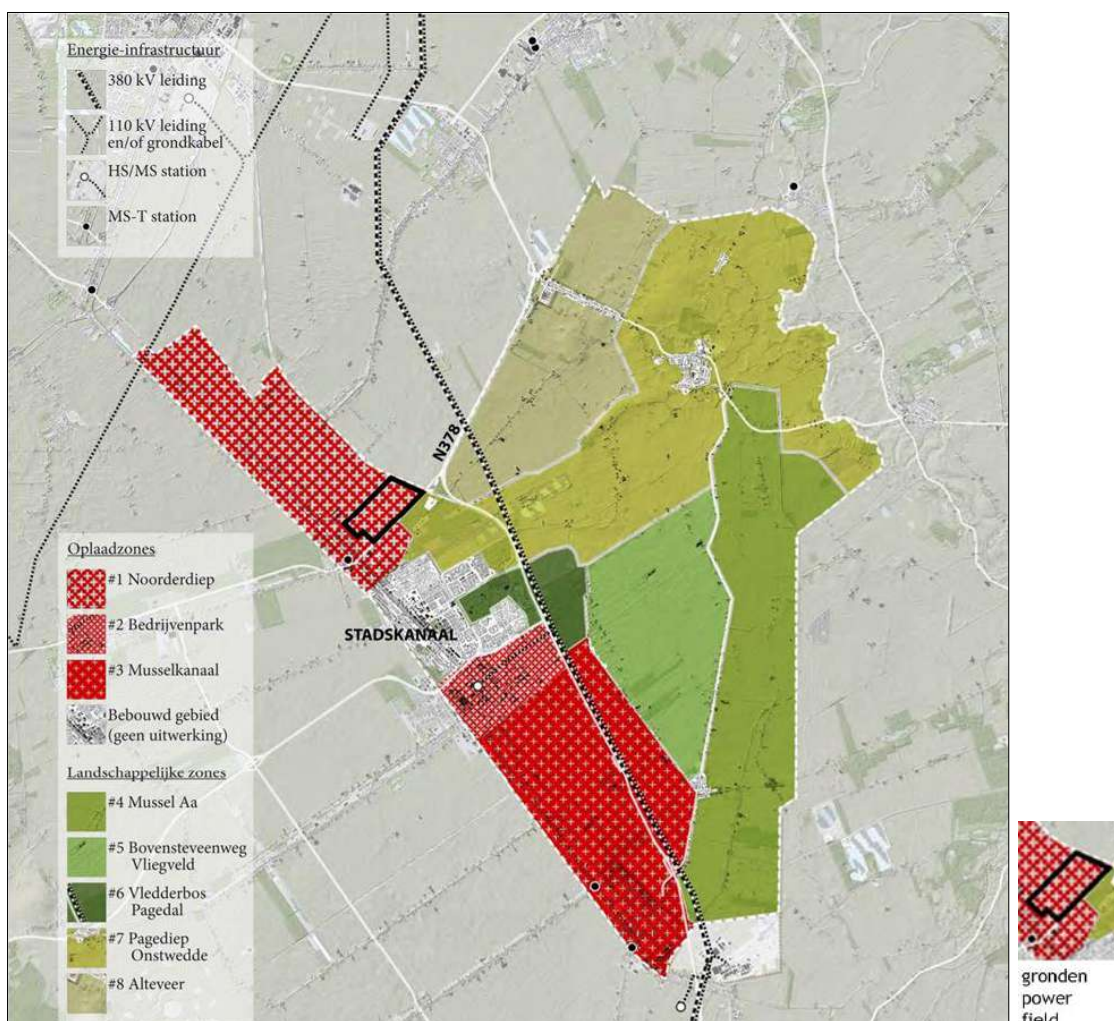 Energie-infrastructuur
380 kV leiding
110 kV leiding
en/of grondkabel
HS/MS station
MS-T station
N378
Oplaadzones
#1 Noorderdiep
#2 Bedrijvenpark
#3 Musselkanaal
Bebouwd gebied
(geen uitwerking)
STADSKANAAL
Landschappelijke zones
#4 Mussel Aa
#5 Bovensteveenweg
Vliegveld
#6 Vledderbos
Pagedal
#7 Pagediep
Onstwedde
#8 Alteveer
gronden
power
field